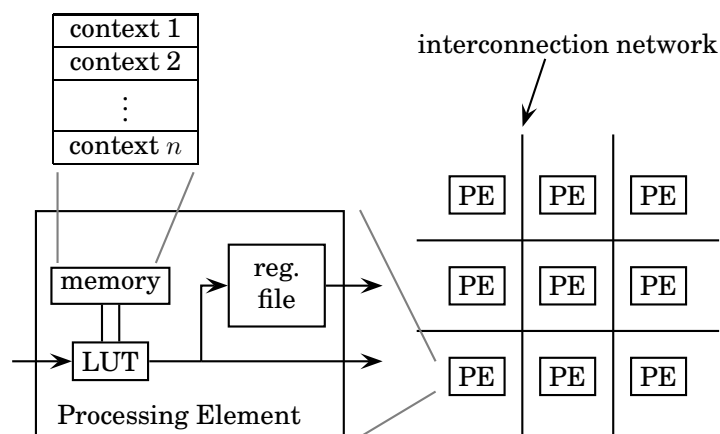 context 1
context 2
⋮
context n
interconnection network
PE PE PE
PE PE PE
PE PE PE
memory
reg.
file
LUT
Processing Element